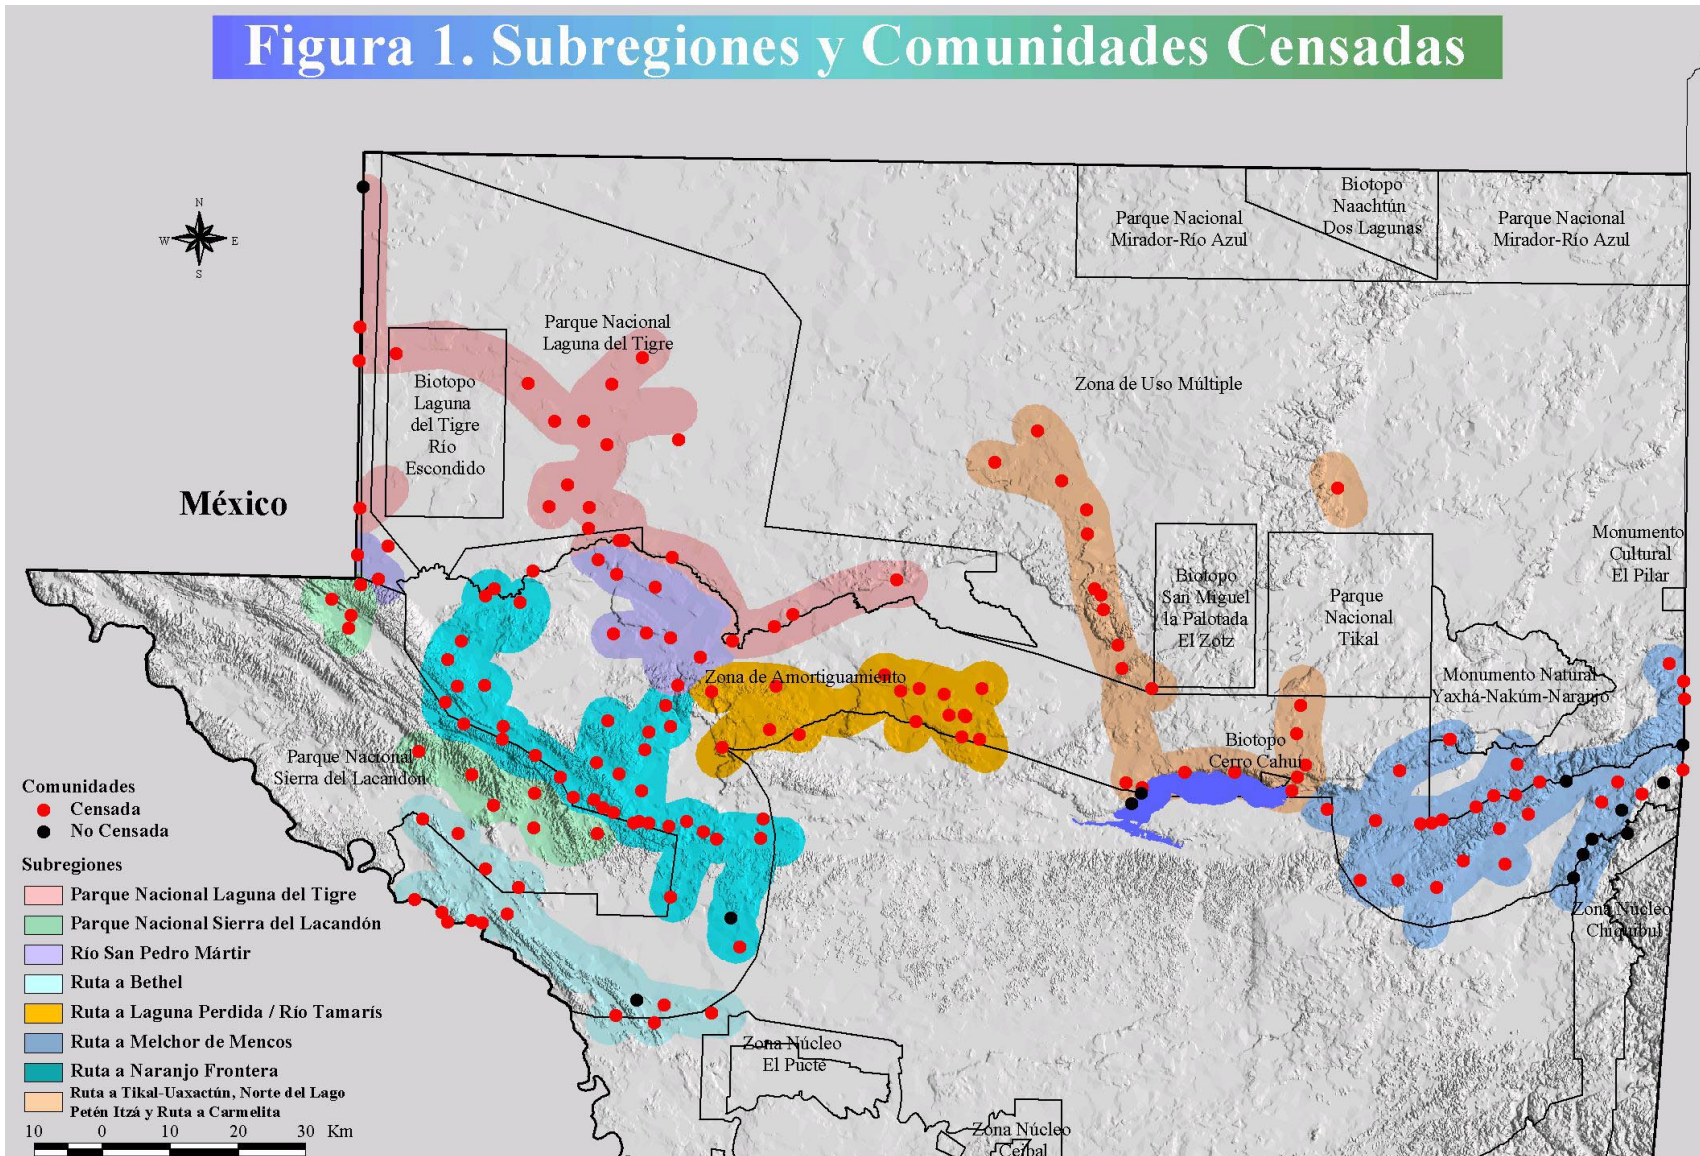 Figura 1. Subregiones y Comunidades Censadas
N
W
E
S
Parque Nacional
Mirador-Río Azul
Biotopo
Naachtún
Dos Lagunas
Parque Nacional
Mirador-Río Azul
Parque Nacional
Laguna del Tigre
Biotopo
Laguna
del Tigre
Río
Escondido
Zona de Uso Múltiple
México
Monumento
Cultural
El Pilar
Biotopo
San Miguel
la Palotada
El Zotz
Parque
Nacional
Tikal
Zona de Amortiguamiento
Monumento Natural
Yaxhá-Nakúm-Naranjo
Parque Nacional
Sierra del Lacandón
Biotopo
Cerro Cahuí
Zona Núcleo
Chiquibul
Zona Núcleo
El Pucté
Zona Núcleo
Ceibal
Comunidades
Censada
No Censada
Subregiones
Parque Nacional Laguna del Tigre
Parque Nacional Sierra del Lacandón
Río San Pedro Mártir
Ruta a Bethel
Ruta a Laguna Perdida / Río Tamarís
Ruta a Melchor de Mencos
Ruta a Naranjo Frontera
Ruta a Tikal-Uaxactún, Norte del Lago
Petén Itzá y Ruta a Carmelita
10 0 10 20 30 Km